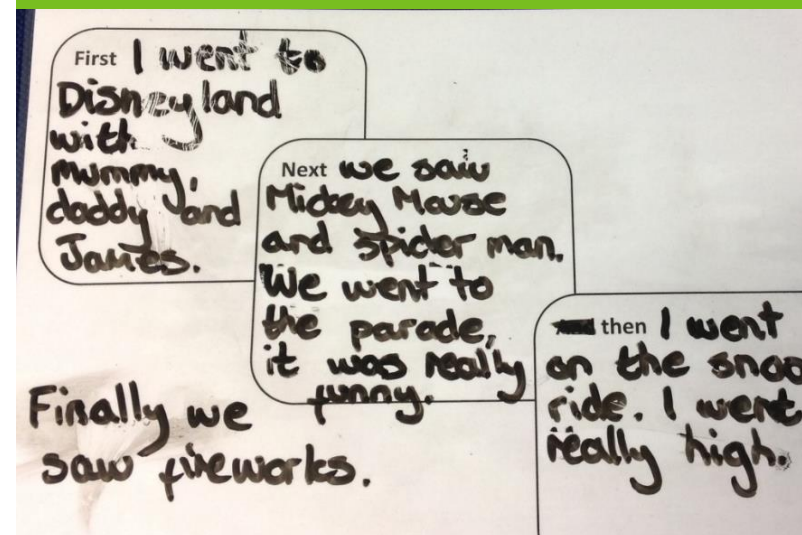 First I went to
Disneyland
with
mummy,
daddy and
James.
Next we saw
Mickey Mouse
and spider man.
We went to
the parade,
it was really
funny.
then I went
on the
ride. I went
really high.
Finally we
saw fireworks.